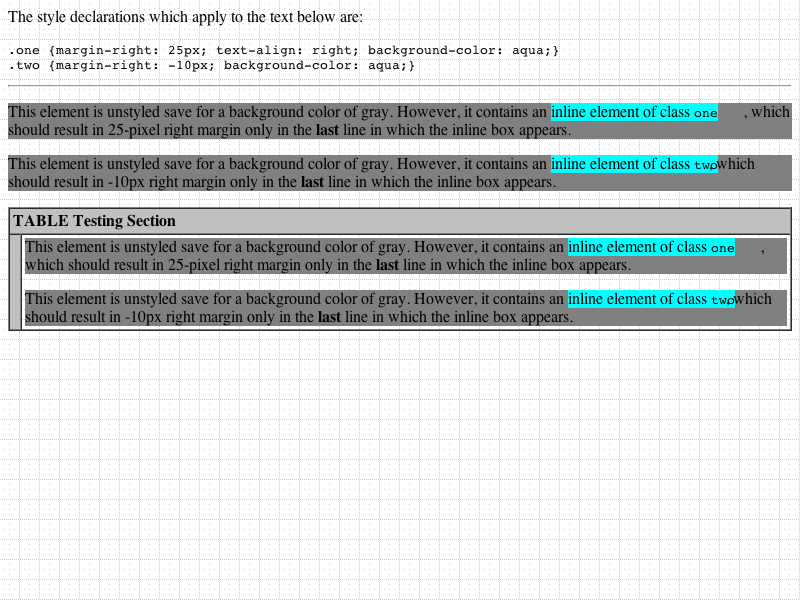 The style declarations which apply to the text below are:
.one {margin-right: 25px; text-align: right; background-color: aqua;}
.two {margin-right: -10px; background-color: aqua;}
This element is unstyled save for a background color of gray. However, it contains an inline element of class one, which
should result in 25-pixel right margin only in the last line in which the inline box appears.
This element is unstyled save for a background color of gray. However, it contains an inline element of class two which
should result in -10px right margin only in the last line in which the inline box appears.
TABLE Testing Section
This element is unstyled save for a background color of gray. However, it contains an inline element of class one,
which should result in 25-pixel right margin only in the last line in which the inline box appears.
This element is unstyled save for a background color of gray. However, it contains an inline element of class two which
should result in -10px right margin only in the last line in which the inline box appears.